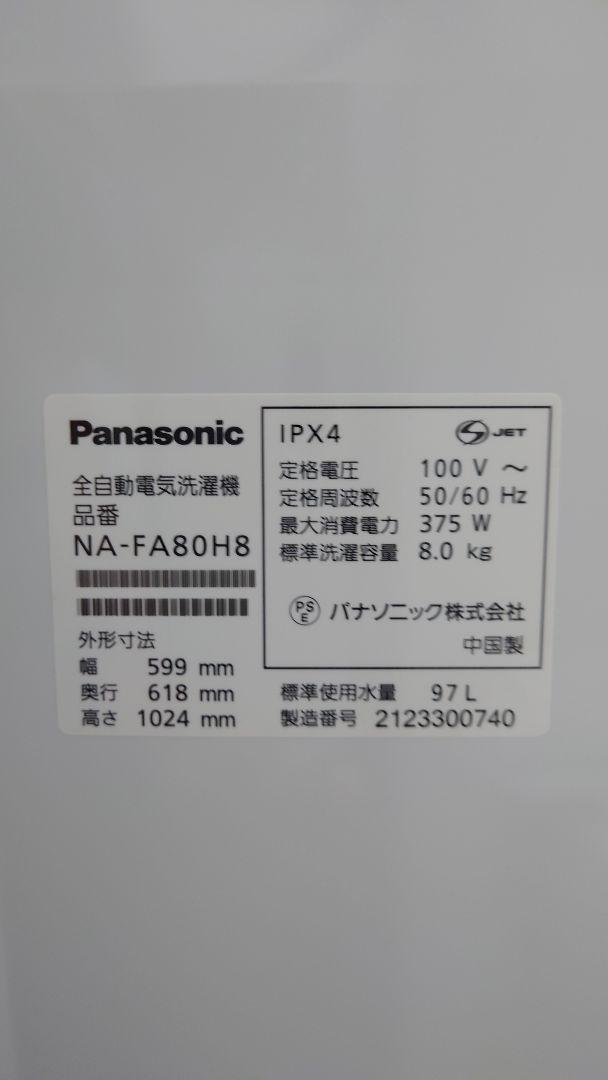 Panasonic
全自動電気洗濯機
品番
NA-FA80H8
外形寸法
幅 599 mm
奥行 618 mm
高さ 1024 mm
IPX4
S JET
定格電圧 100 V ～
定格周波数 50/60 Hz
最大消費電力 375 W
標準洗濯容量 8.0 kg
PS
E
パナソニック株式会社
中国製
標準使用水量 97 L
製造番号 2123300740